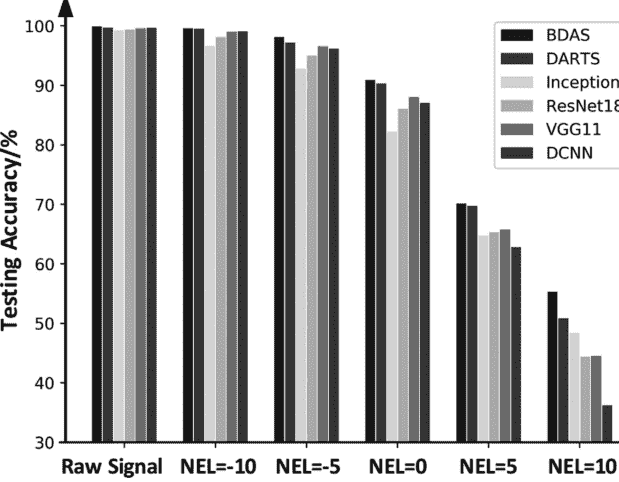 Testing Accuracy/%
100
90
80
70
60
50
40
30
Raw Signal NEL=-10 NEL=-5 NEL=0 NEL=5 NEL=10
BDAS
DARTS
Inception
ResNet18
VGG11
DCNN